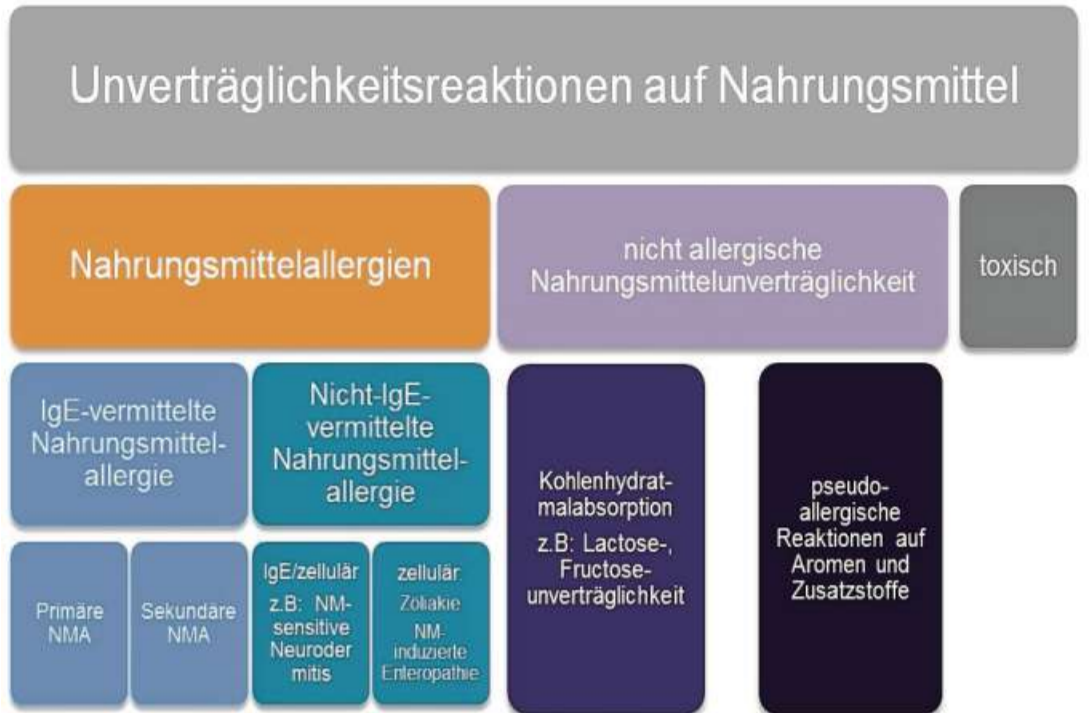 Unverträglichkeitsreaktionen auf Nahrungsmittel
Nahrungsmittelallergien
nicht allergische
Nahrungsmittelunverträglichkeit
toxisch
IgE-vermittelte
Nahrungsmittel-
allergie
Nicht-IgE-
vermittelte
Nahrungsmittel-
allergie
Primäre
NMA
Sekundäre
NMA
IgE/zellulär
z.B: NM-
sensitive
Neuroder
mitis
zellulär
Zöliakie
NM-
induzierte
Enteropathie
Kohlenhydrat-
malabsorption
z.B: Lactose-,
Fructose-
unverträglichkeit
pseudo-
allergische
Reaktionen auf
Aromen und
Zusatzstoffe